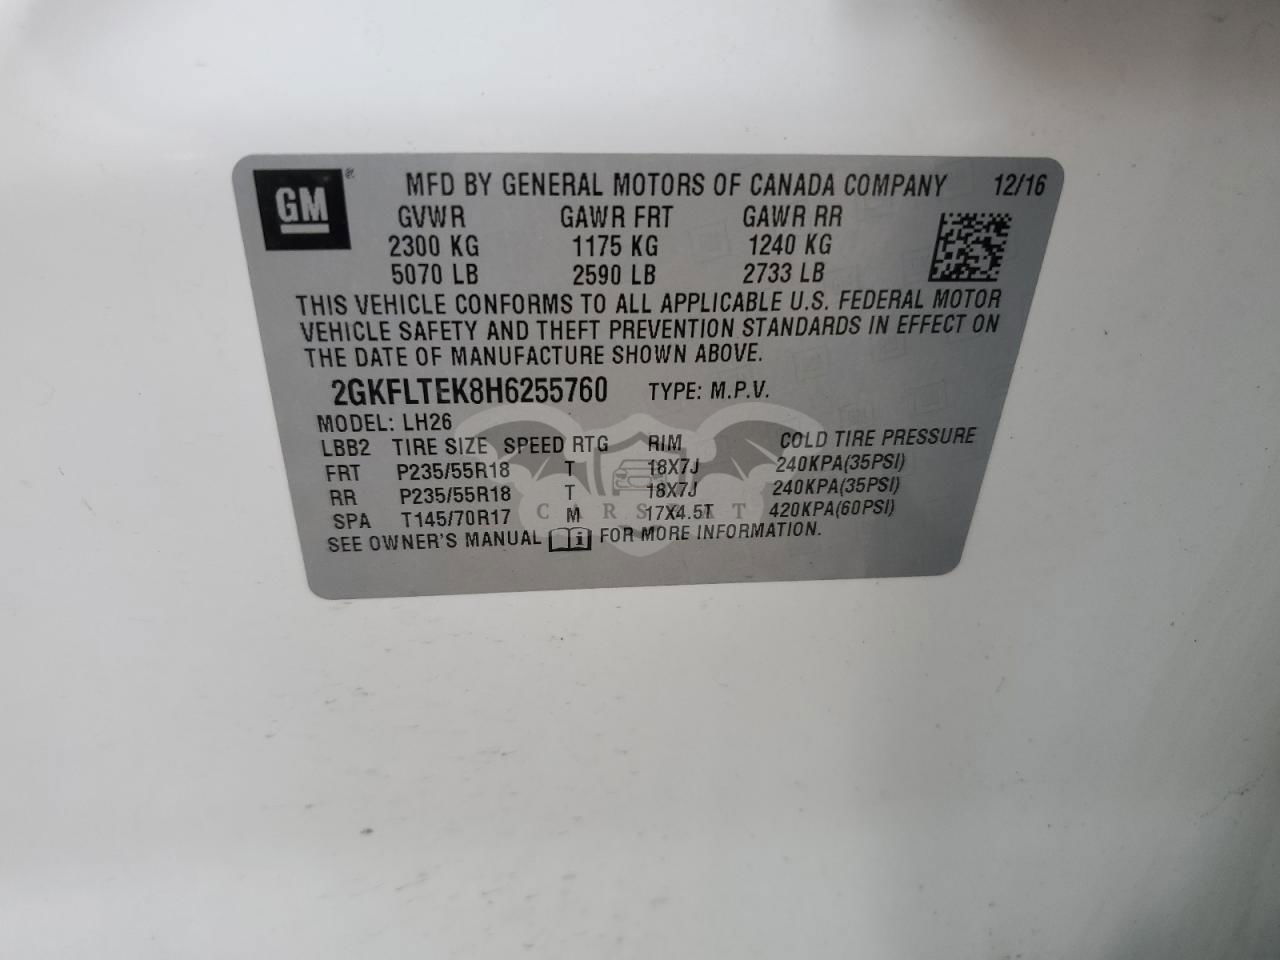 GM ® MFD BY GENERAL MOTORS OF CANADA COMPANY 12/16
GVWR GAWR FRT GAWR RR
2300 KG 1175 KG 1240 KG
5070 LB 2590 LB 2733 LB
THIS VEHICLE CONFORMS TO ALL APPLICABLE U.S. FEDERAL MOTOR
VEHICLE SAFETY AND THEFT PREVENTION STANDARDS IN EFFECT ON
THE DATE OF MANUFACTURE SHOWN ABOVE.
2GKFLTEK8H6255760 TYPE: M.P.V.
MODEL: LH26
LBB2 TIRE SIZE SPEED RTG RIM COLD TIRE PRESSURE
FRT P235/55R18 T 18X7J 240KPA(35PSI)
RR P235/55R18 T 18X7J 240KPA(35PSI)
SPA T145/70R17 M 17X4.5T 420KPA(60PSI)
SEE OWNER'S MANUAL i FOR MORE INFORMATION.